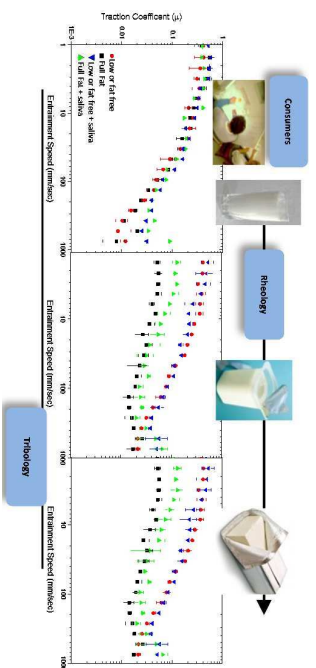 Consumers
Rheology
Tribology
Traction Coefficent (μ)
1E-3
0.01
0.1
1
Low or fat free
Full Fat
Low or fat free + saliva
Full Fat + saliva
1
10
100
1000
10
100
1000
10
100
1000
Entrainment Speed (mm/sec)
Entrainment Speed (mm/sec)
Entrainment Speed (mm/sec)